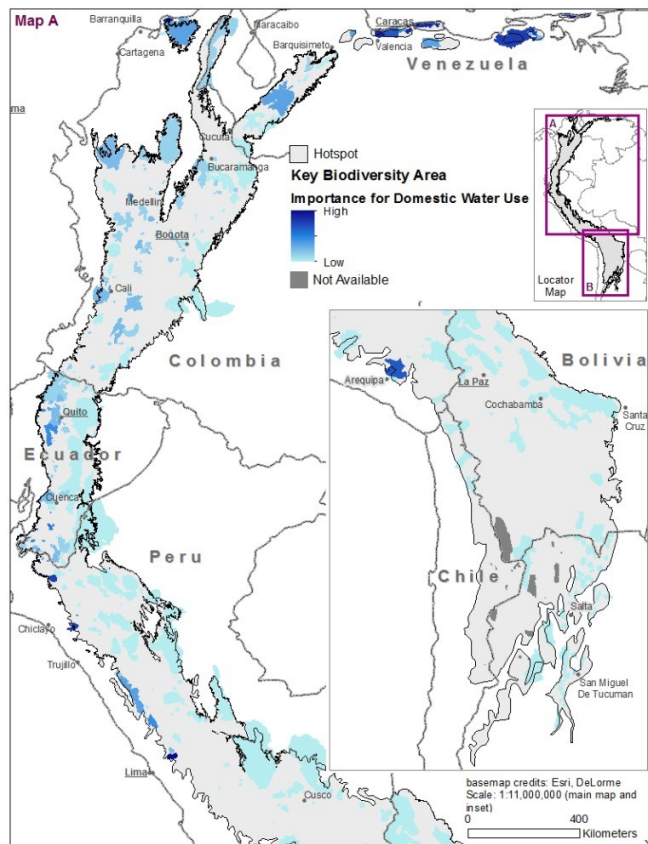 Map A
Barranquilla
Maracaibo
Caracas
Cartagena
Barquisimeto
Valencia
Venezuela
ma
Cucuta
Bucaramanga
Medellin
Bogota
Cali
Colombia
Hotspot
Key Biodiversity Area
Importance for Domestic Water Use
High
Low
Not Available
A
Locator
Map
B
Quito
Ecuador
Cuenca
Peru
Chiclayo
Trujillo
Lima
Cusco
Bolivia
Arequipa
La Paz
Cochabamba
Santa
Cruz
Chile
Salta
San Miguel
De Tucuman
basemap credits: Esri, DeLorme
Scale: 1:11,000,000 (main map and
inset)
0 400
Kilometers